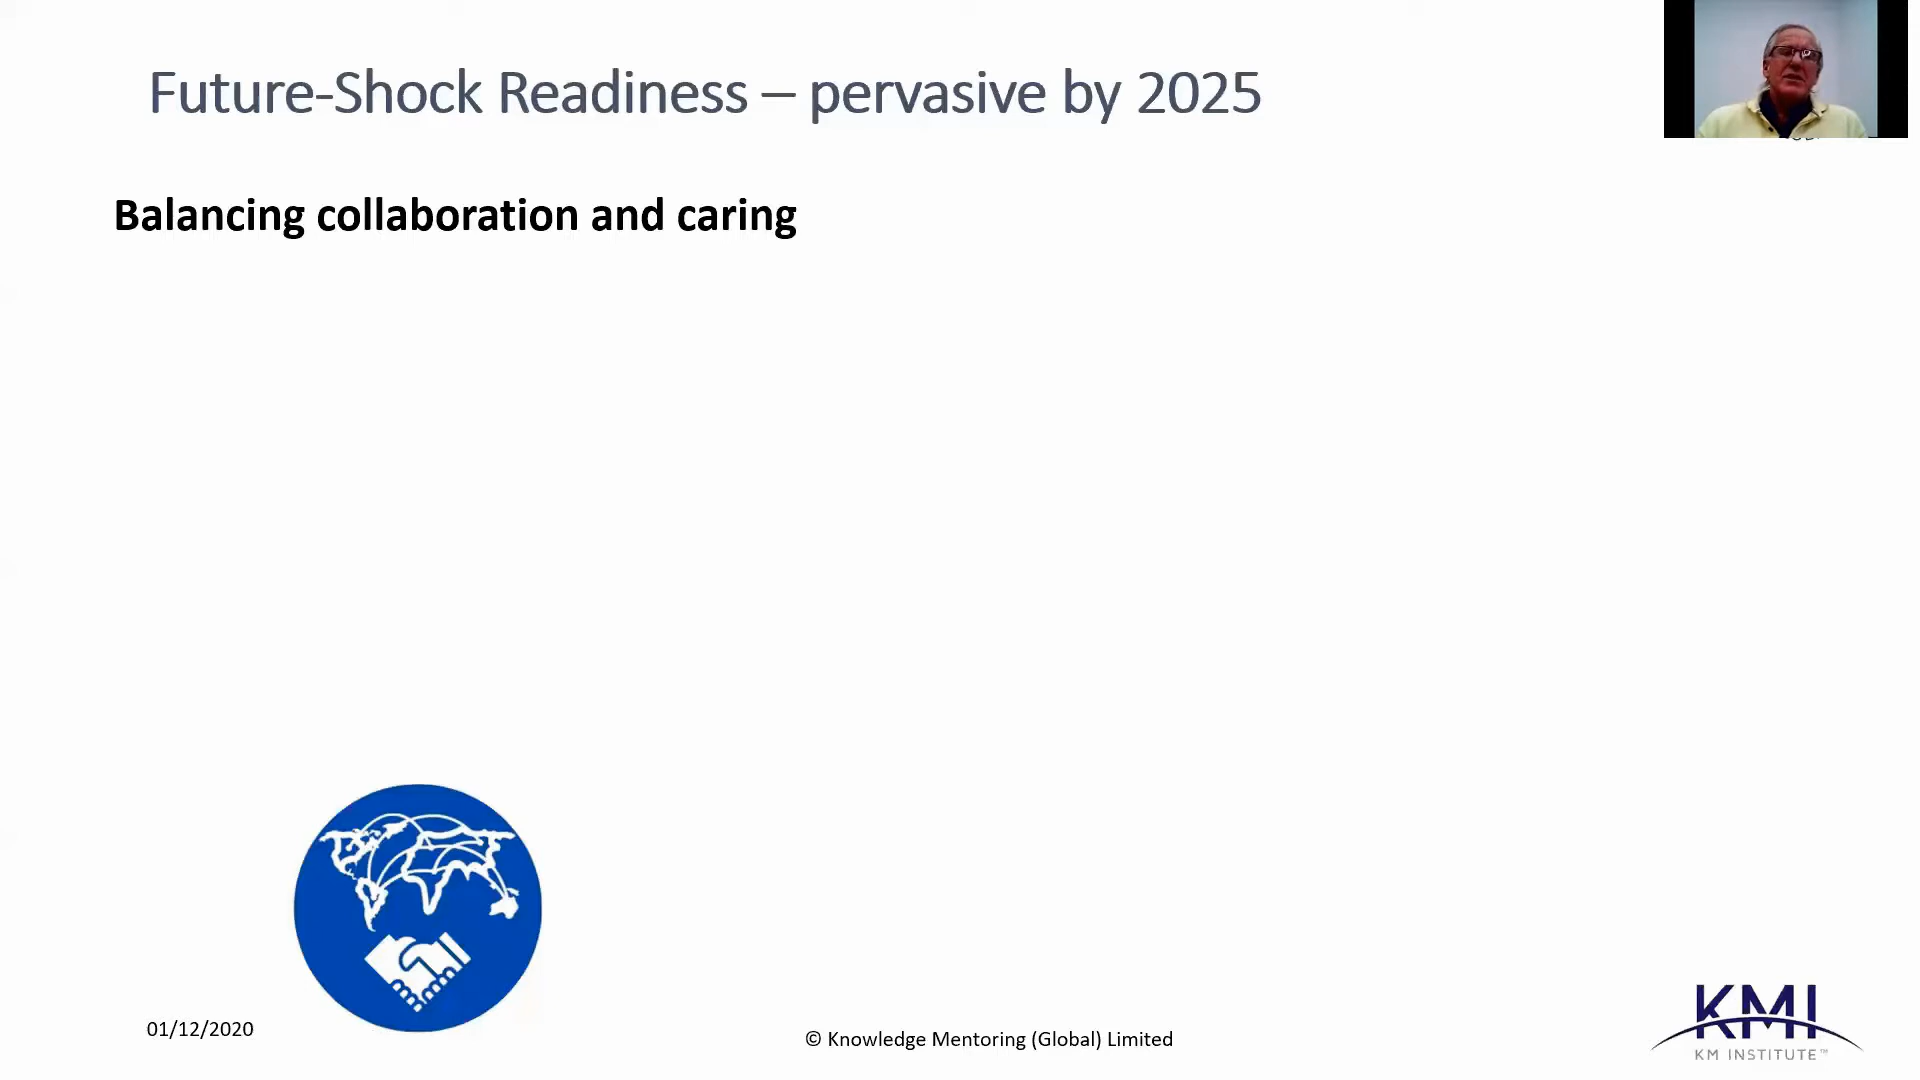 Future-Shock Readiness – pervasive by 2025
Balancing collaboration and caring
01/12/2020
© Knowledge Mentoring (Global) Limited
KMI
KM INSTITUTE™